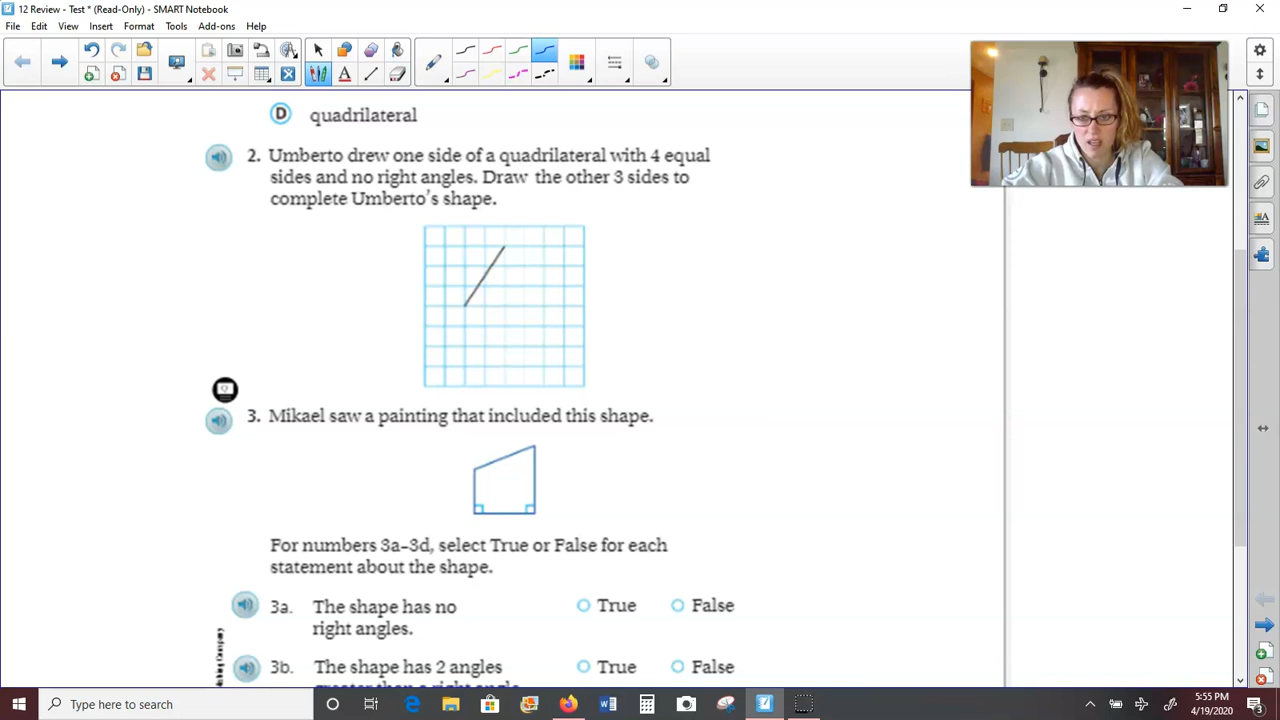 12 Review - Test * (Read-Only) - SMART Notebook
File Edit View Insert Format Tools Add-ons Help
D quadrilateral
2. Umberto drew one side of a quadrilateral with 4 equal
sides and no right angles. Draw the other 3 sides to
complete Umberto's shape.
3. Mikael saw a painting that included this shape.
For numbers 3a–3d, select True or False for each
statement about the shape.
3a. The shape has no True False
right angles.
3b. The shape has 2 angles True False
greater than a right angle
Type here to search
5:55 PM
4/19/2020